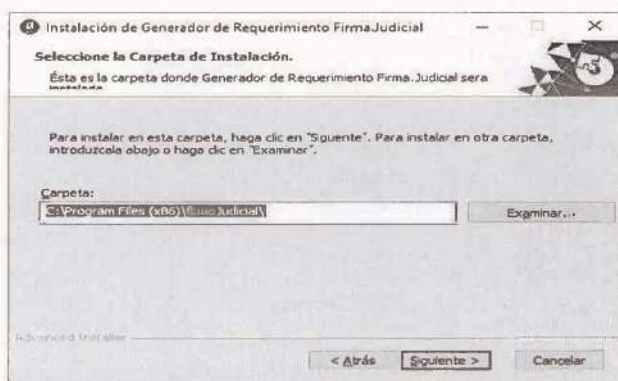 Instalación de Generador de Requerimiento FirmaJudicial
Seleccione la Carpeta de Instalación.
Ésta es la carpeta donde Generador de Requerimiento Firma.Judicial sera
Para instalar en esta carpeta, haga clic en "Siguente". Para instalar en otra carpeta,
introduzcala abajo o haga clic en "Examinar".
Carpeta:
C:\Program Files (x86)\
Examinar...
Advanced Installer
< Atrás
Siguiente >
Cancelar